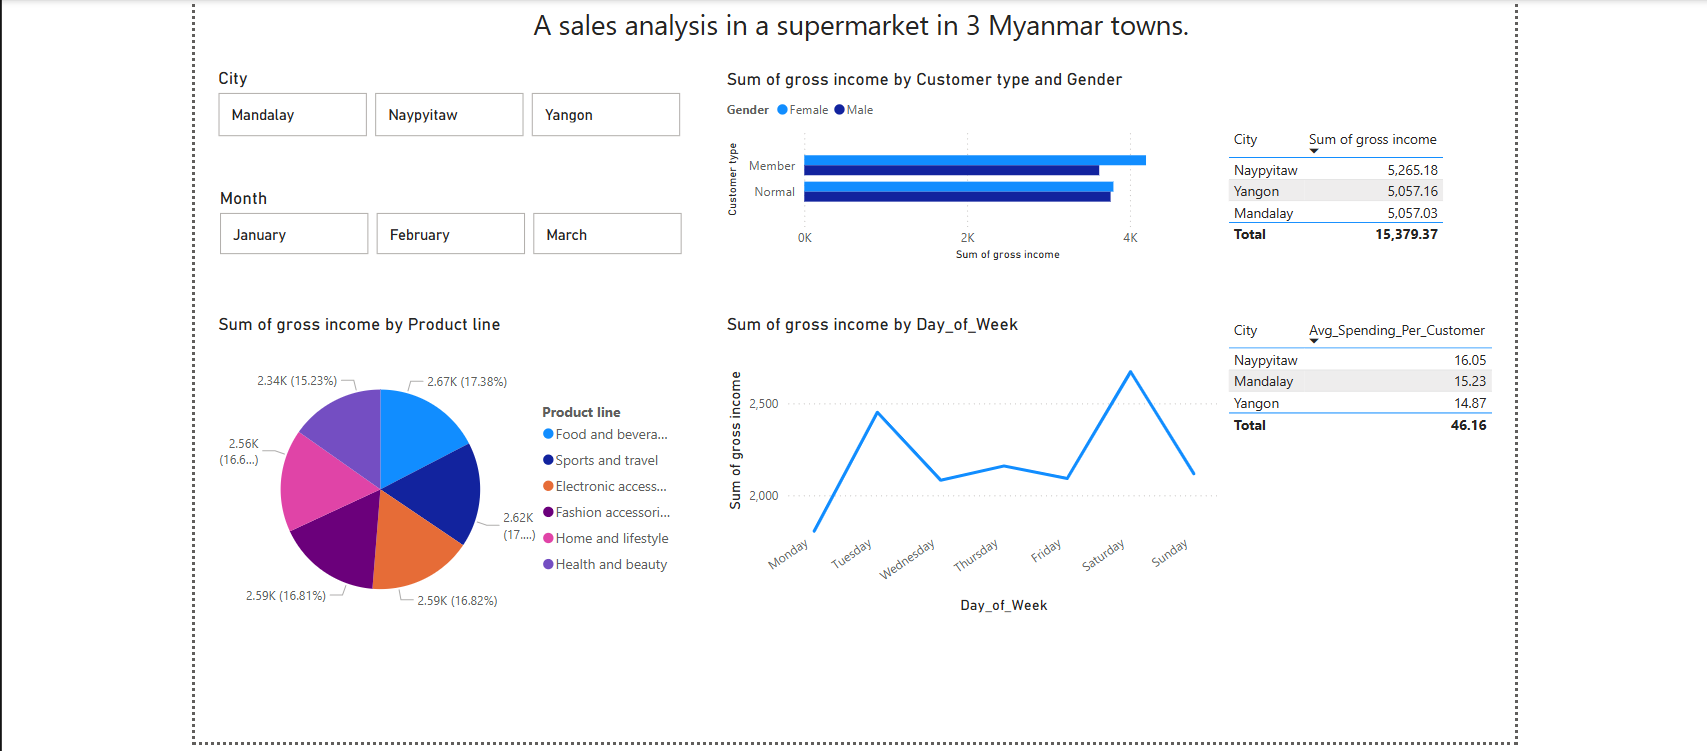 A sales analysis in a supermarket in 3 Myanmar towns.
City
Mandalay
Naypyitaw
Yangon
Month
January
February
March
Sum of gross income by Customer type and Gender
Gender Female Male
Customer type
Member
Normal
0K 2K 4K
Sum of gross income
City Sum of gross income
Naypyitaw 5,265.18
Yangon 5,057.16
Mandalay 5,057.03
Total 15,379.37
Sum of gross income by Product line
2.34K (15.23%)
2.67K (17.38%)
2.56K
(16.6...)
2.62K
(17....)
2.59K (16.81%)
2.59K (16.82%)
Product line
Food and bevera...
Sports and travel
Electronic access...
Fashion accessori...
Home and lifestyle
Health and beauty
Sum of gross income by Day_of_Week
Sum of gross income
2,500
2,000
Monday Tuesday Wednesday Thursday Friday Saturday Sunday
Day_of_Week
City Avg_Spending_Per_Customer
Naypyitaw 16.05
Mandalay 15.23
Yangon 14.87
Total 46.16